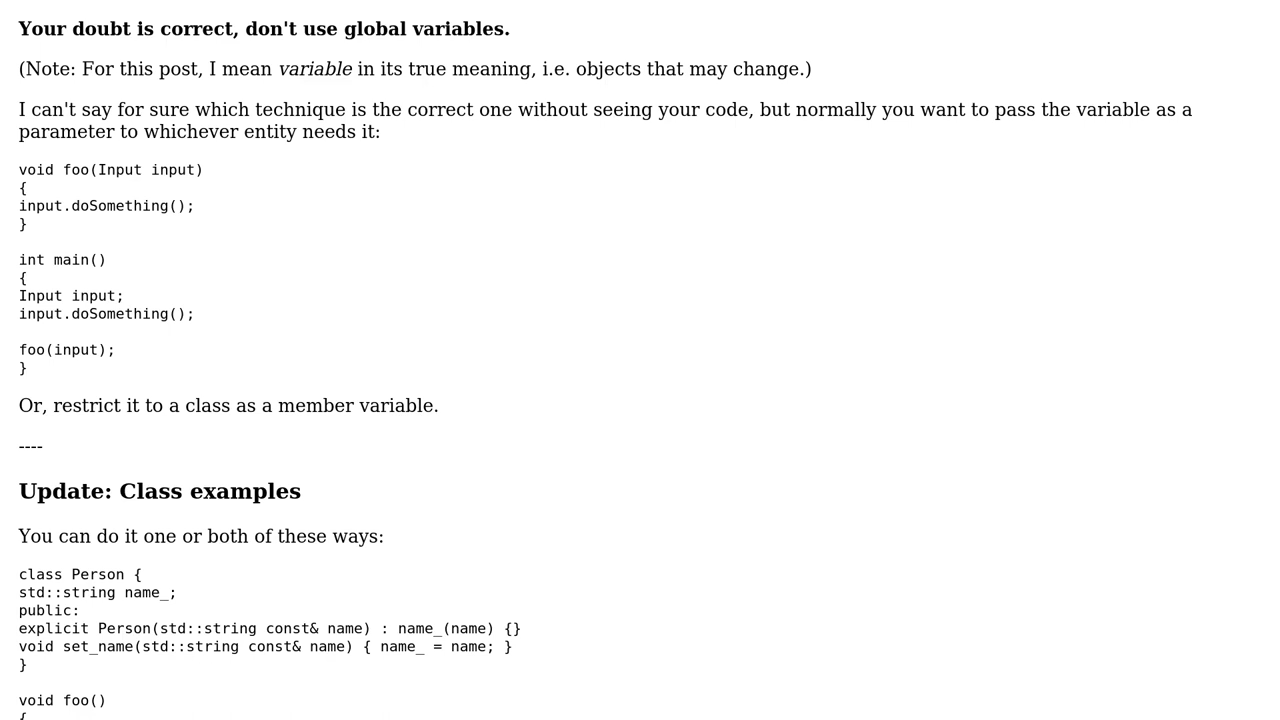 Your doubt is correct, don't use global variables.
(Note: For this post, I mean variable in its true meaning, i.e. objects that may change.)
I can't say for sure which technique is the correct one without seeing your code, but normally you want to pass the variable as a
parameter to whichever entity needs it:
void foo(Input input)
{
input.doSomething();
}
int main()
{
Input input;
input.doSomething();
foo(input);
}
Or, restrict it to a class as a member variable.
----
Update: Class examples
You can do it one or both of these ways:
class Person {
std::string name_;
public:
explicit Person(std::string const& name) : name_(name) {}
void set_name(std::string const& name) { name_ = name; }
}
void foo()
{